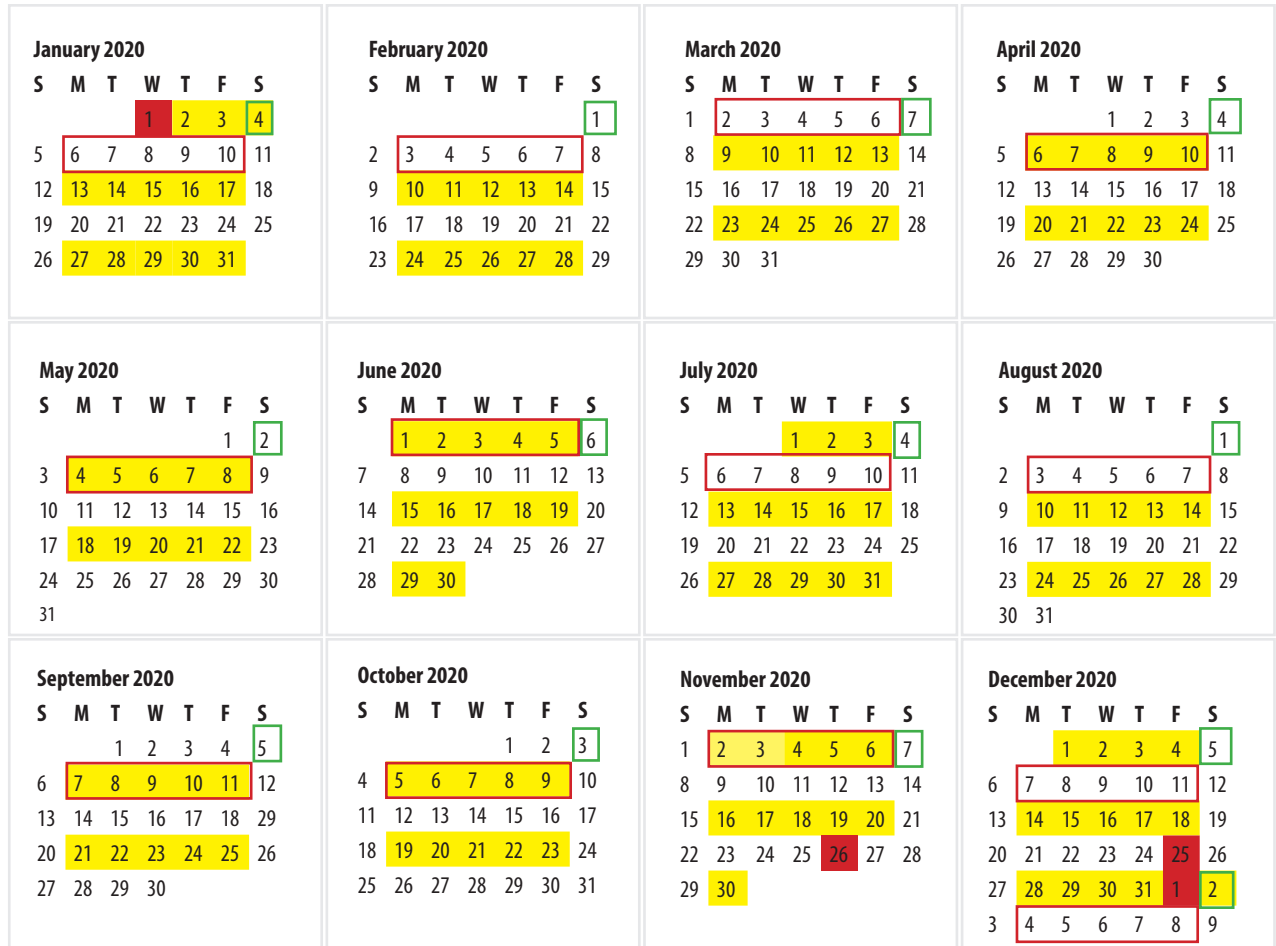 January 2020
S M T W T F S
1 2 3 4
5 6 7 8 9 10 11
12 13 14 15 16 17 18
19 20 21 22 23 24 25
26 27 28 29 30 31
February 2020
S M T W T F S
1
2 3 4 5 6 7 8
9 10 11 12 13 14 15
16 17 18 19 20 21 22
23 24 25 26 27 28 29
March 2020
S M T W T F S
1 2 3 4 5 6 7
8 9 10 11 12 13 14
15 16 17 18 19 20 21
22 23 24 25 26 27 28
29 30 31
April 2020
S M T W T F S
1 2 3 4
5 6 7 8 9 10 11
12 13 14 15 16 17 18
19 20 21 22 23 24 25
26 27 28 29 30
May 2020
S M T W T F S
1 2
3 4 5 6 7 8 9
10 11 12 13 14 15 16
17 18 19 20 21 22 23
24 25 26 27 28 29 30
31
June 2020
S M T W T F S
1 2 3 4 5 6
7 8 9 10 11 12 13
14 15 16 17 18 19 20
21 22 23 24 25 26 27
28 29 30
July 2020
S M T W T F S
1 2 3 4
5 6 7 8 9 10 11
12 13 14 15 16 17 18
19 20 21 22 23 24 25
26 27 28 29 30 31
August 2020
S M T W T F S
1
2 3 4 5 6 7 8
9 10 11 12 13 14 15
16 17 18 19 20 21 22
23 24 25 26 27 28 29
30 31
September 2020
S M T W T F S
1 2 3 4 5
6 7 8 9 10 11 12
13 14 15 16 17 18 29
20 21 22 23 24 25 26
27 28 29 30
October 2020
S M T W T F S
1 2 3
4 5 6 7 8 9 10
11 12 13 14 15 16 17
18 19 20 21 22 23 24
25 26 27 28 29 30 31
November 2020
S M T W T F S
1 2 3 4 5 6 7
8 9 10 11 12 13 14
15 16 17 18 19 20 21
22 23 24 25 26 27 28
29 30
December 2020
S M T W T F S
1 2 3 4 5
6 7 8 9 10 11 12
13 14 15 16 17 18 19
20 21 22 23 24 25 26
27 28 29 30 31 1 2
3 4 5 6 7 8 9